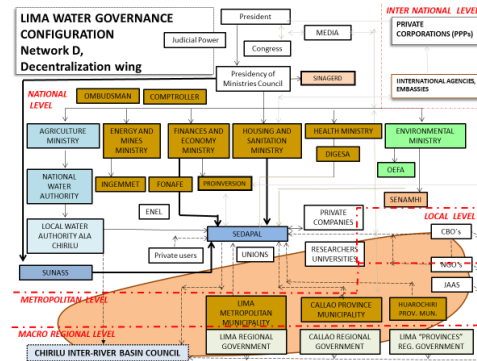 LIMA WATER GOVERNANCE
CONFIGURATION
Network D,
Decentralization wing
President
Judicial Power
MEDIA
Congress
INTER NATIONAL LEVEL
PRIVATE
CORPORATIONS (PPPs)
Presidency of
Ministries Council
SINAGERD
INTERNATIONAL AGENCIES,
EMBASSIES
NATIONAL
LEVEL
OMBUDSMAN
COMPTROLLER
AGRICULTURE
MINISTRY
ENERGY AND
MINES
MINISTRY
FINANCES AND
ECONOMY MINISTRY
HOUSING AND
SANITATION MINISTRY
HEALTH MINISTRY
ENVIRONMENTAL
MINISTRY
DIGESA
OEFA
NATIONAL
WATER
AUTHORITY
INGEMMET
FONAFE
PROINVERSION
SENAMHI
LOCAL WATER
AUTHORITY ALA
CHIRILU
ENEL
SEDAPAL
PRIVATE
COMPANIES
LOCAL LEVEL
CBO's
Private users
UNIONS
RESEARCHERS
UNIVERSITIES
NGO's
SUNASS
JAAS
METROPOLITAN LEVEL
LIMA
METROPOLITAN
MUNICIPALITY
CALLAO PROVINCE
MUNICIPALITY
HUAROCHIRI
PROV. MUN.
MACRO REGIONAL LEVEL
LIMA REGIONAL
GOVERNMENT
CALLAO REGIONAL
GOVERNMENT
LIMA "PROVINCES"
REG. GOVERNMENT
CHIRILU INTER-RIVER BASIN COUNCIL